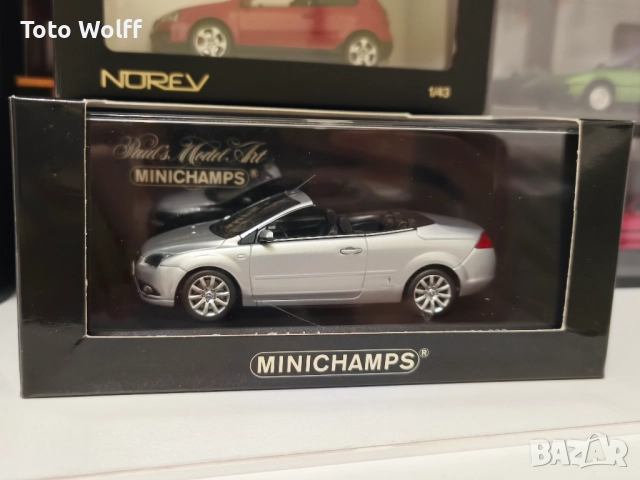 Toto Wolff
NOREV
1/43
Paul's Model Art
MINICHAMPS®
MINICHAMPS®
BAZAR